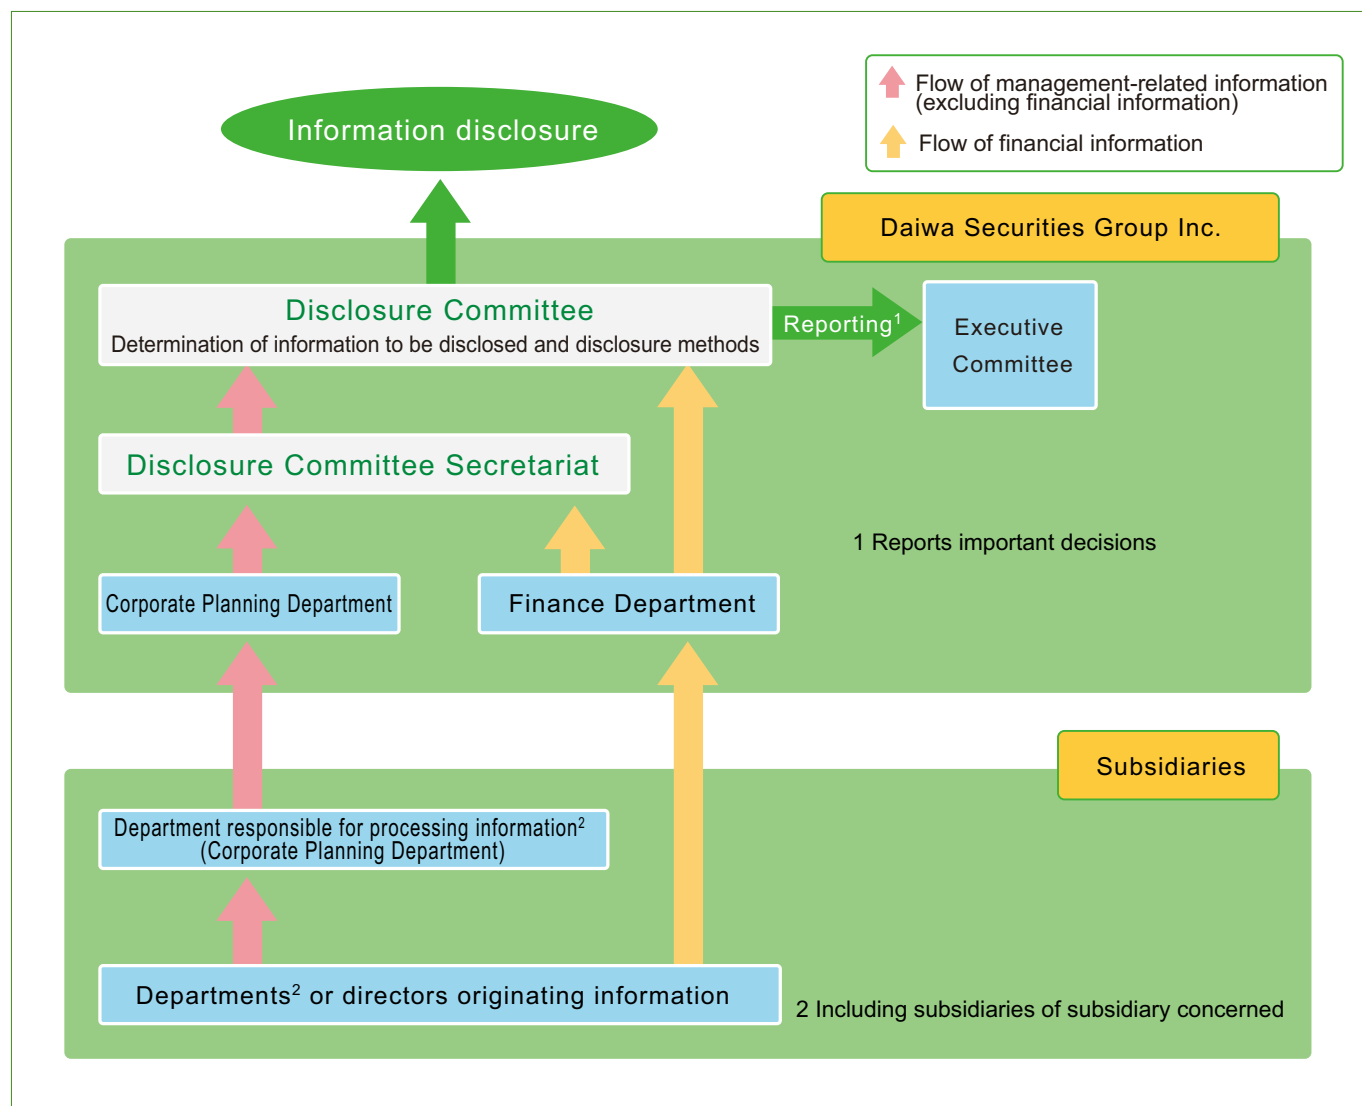 Flow of management-related information
(excluding financial information)
Flow of financial information
Information disclosure
Daiwa Securities Group Inc.
Disclosure Committee
Determination of information to be disclosed and disclosure methods
Reporting1
Executive
Committee
Disclosure Committee Secretariat
1 Reports important decisions
Corporate Planning Department
Finance Department
Subsidiaries
Department responsible for processing information2
(Corporate Planning Department)
Departments2 or directors originating information
2 Including subsidiaries of subsidiary concerned